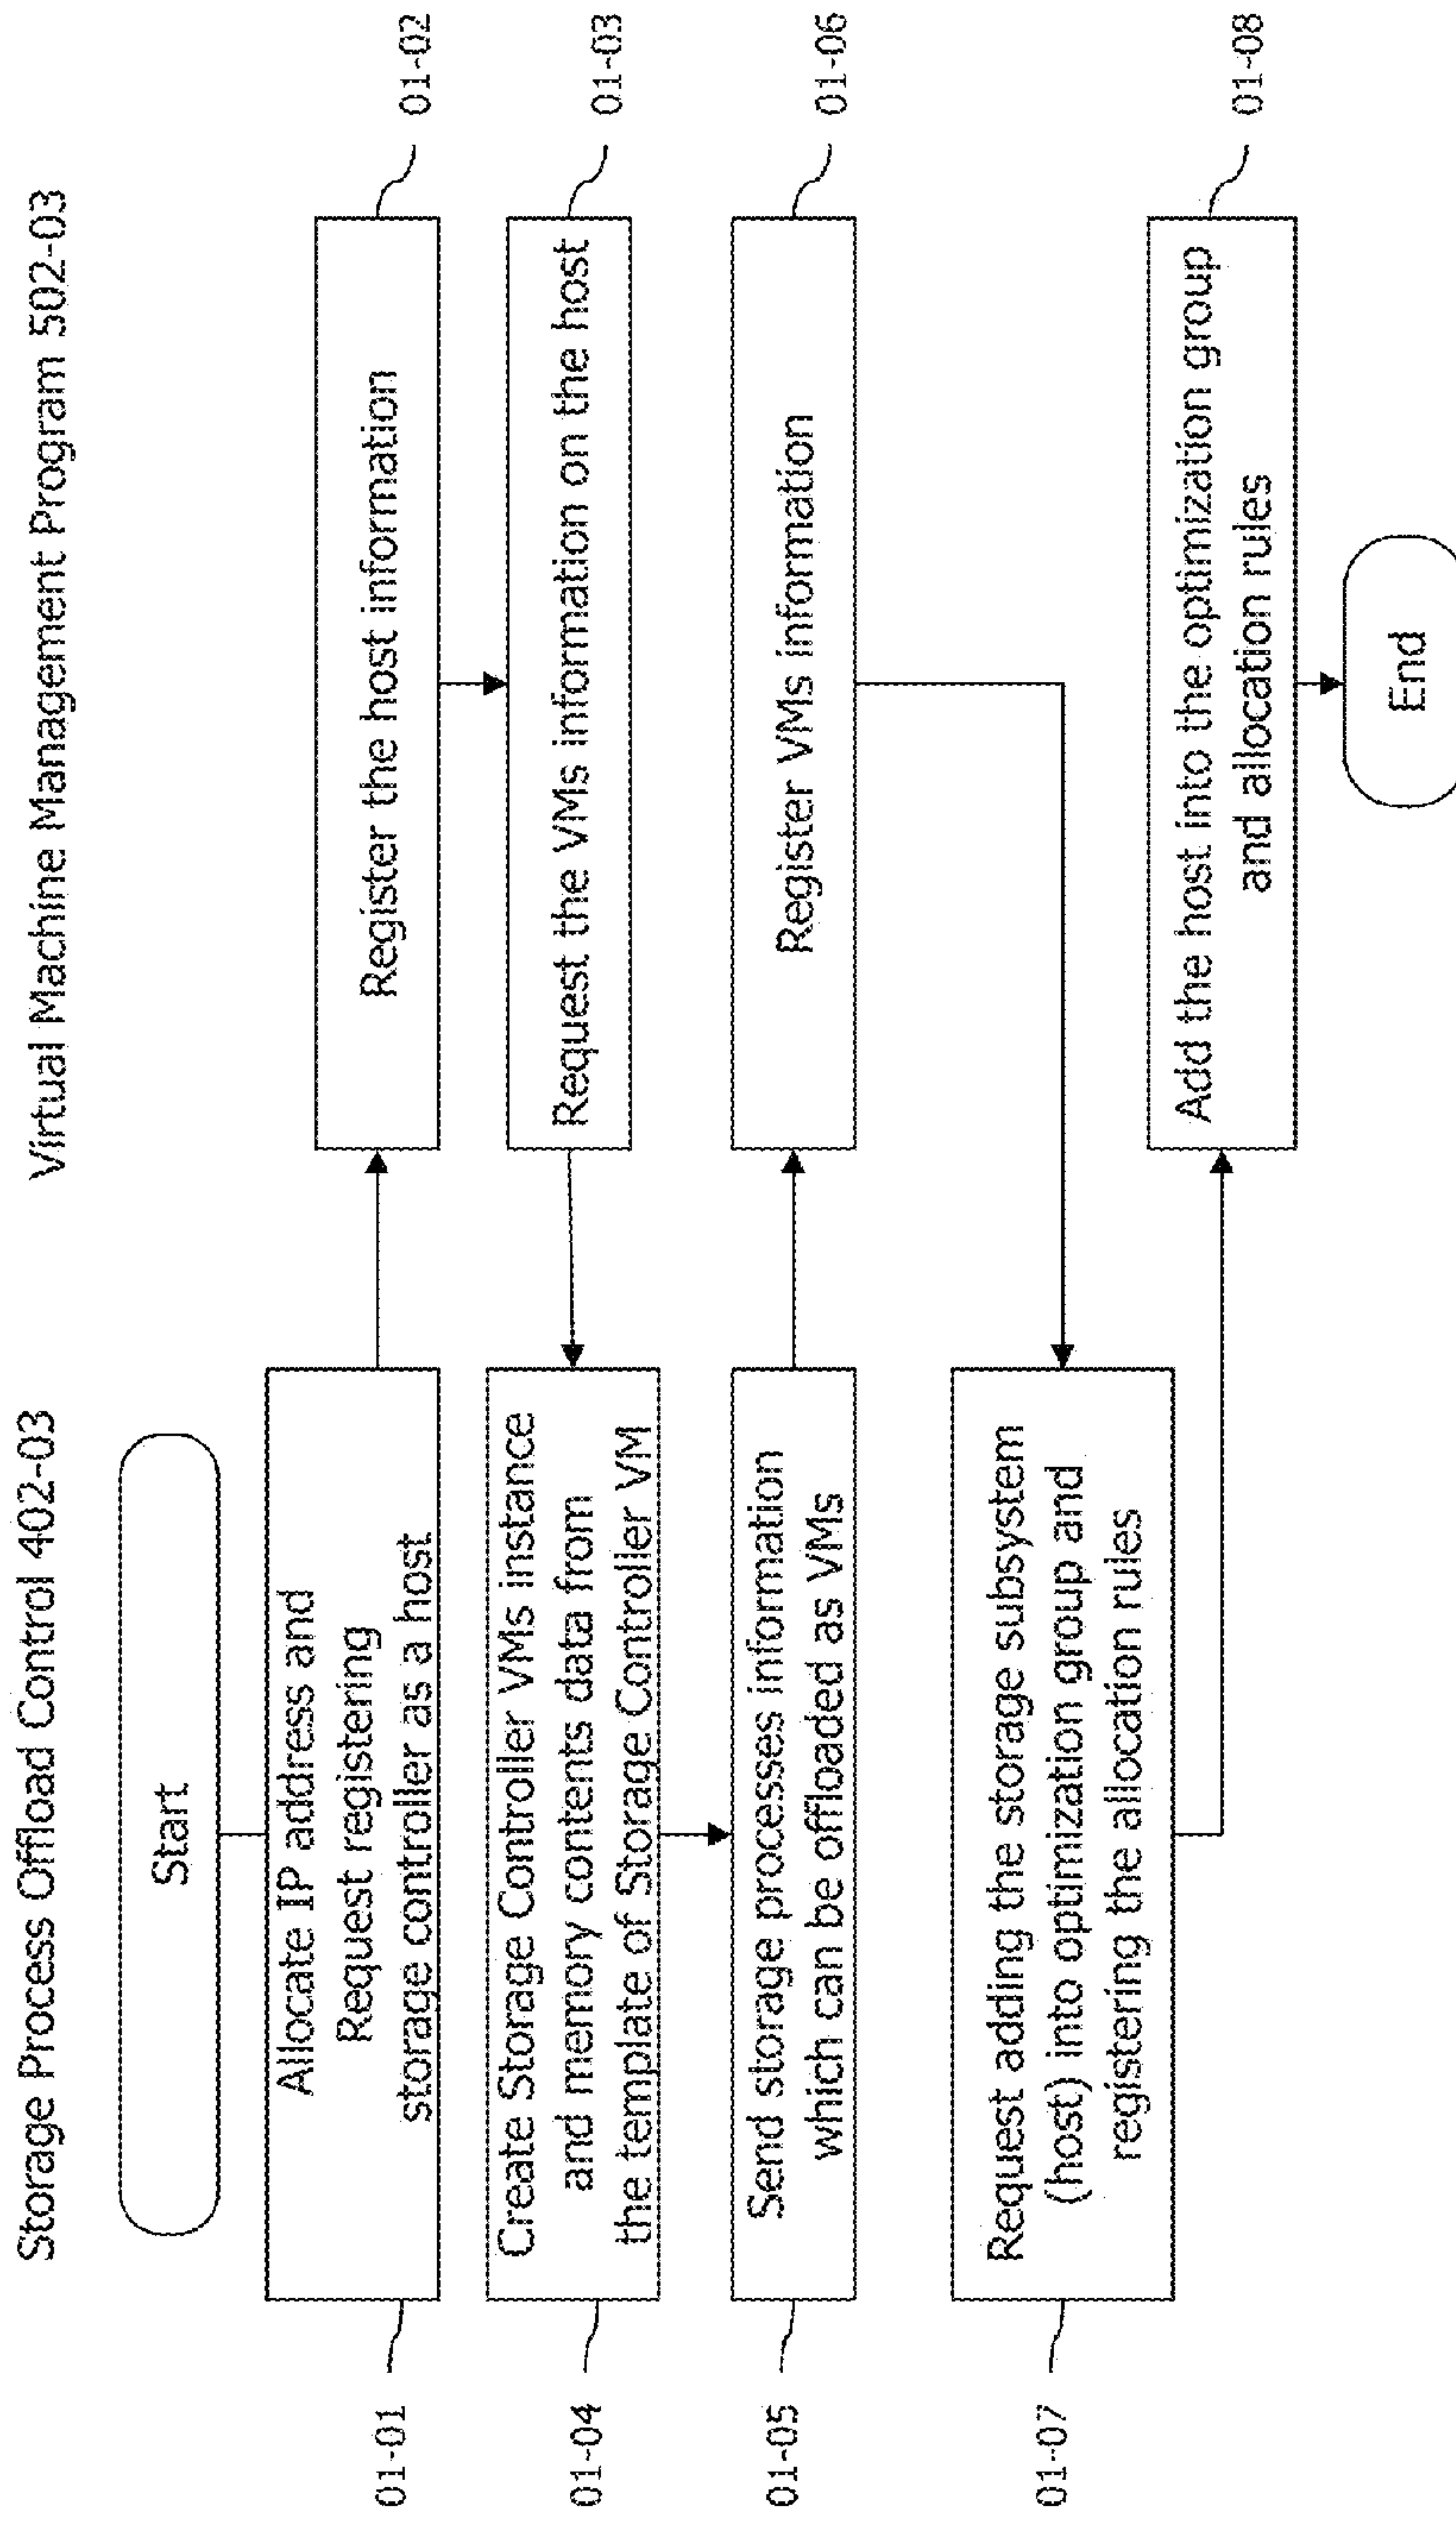 Storage Process Offload Control 402-03
Virtual Machine Management Program 502-03
Start
01-01
Allocate IP address and
Request registering
storage controller as a host
Register the host information
01-02
Request the VMs information on the host
01-03
01-04
Create Storage Controller VMs instance
and memory contents data from
the template of Storage Controller VM
01-05
Send storage processes information
which can be offloaded as VMs
Register VMs information
01-06
01-07
Request adding the storage subsystem
(host) into optimization group and
registering the allocation rules
Add the host into the optimization group
and allocation rules
01-08
End